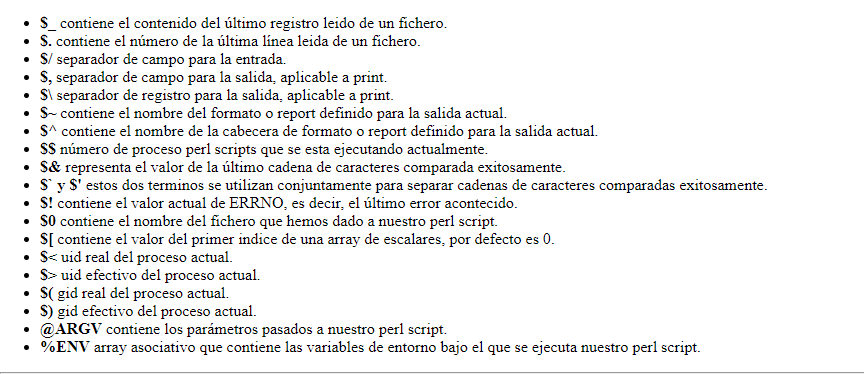 • $_ contiene el contenido del último registro leido de un fichero.
• $. contiene el número de la última línea leida de un fichero.
• $/ separador de campo para la entrada.
• $, separador de campo para la salida, aplicable a print.
• $\ separador de registro para la salida, aplicable a print.
• $~ contiene el nombre del formato o report definido para la salida actual.
• $^ contiene el nombre de la cabecera de formato o report definido para la salida actual.
• $$ número de proceso perl scripts que se esta ejecutando actualmente.
• $& representa el valor de la último cadena de caracteres comparada exitosamente.
• $` y $' estos dos terminos se utilizan conjuntamente para separar cadenas de caracteres comparadas exitosamente.
• $! contiene el valor actual de ERRNO, es decir, el último error acontecido.
• $0 contiene el nombre del fichero que hemos dado a nuestro perl script.
• $[ contiene el valor del primer indice de una array de escalares, por defecto es 0.
• $< uid real del proceso actual.
• $> uid efectivo del proceso actual.
• $( gid real del proceso actual.
• $) gid efectivo del proceso actual.
• @ARGV contiene los parámetros pasados a nuestro perl script.
• %ENV array asociativo que contiene las variables de entorno bajo el que se ejecuta nuestro perl script.